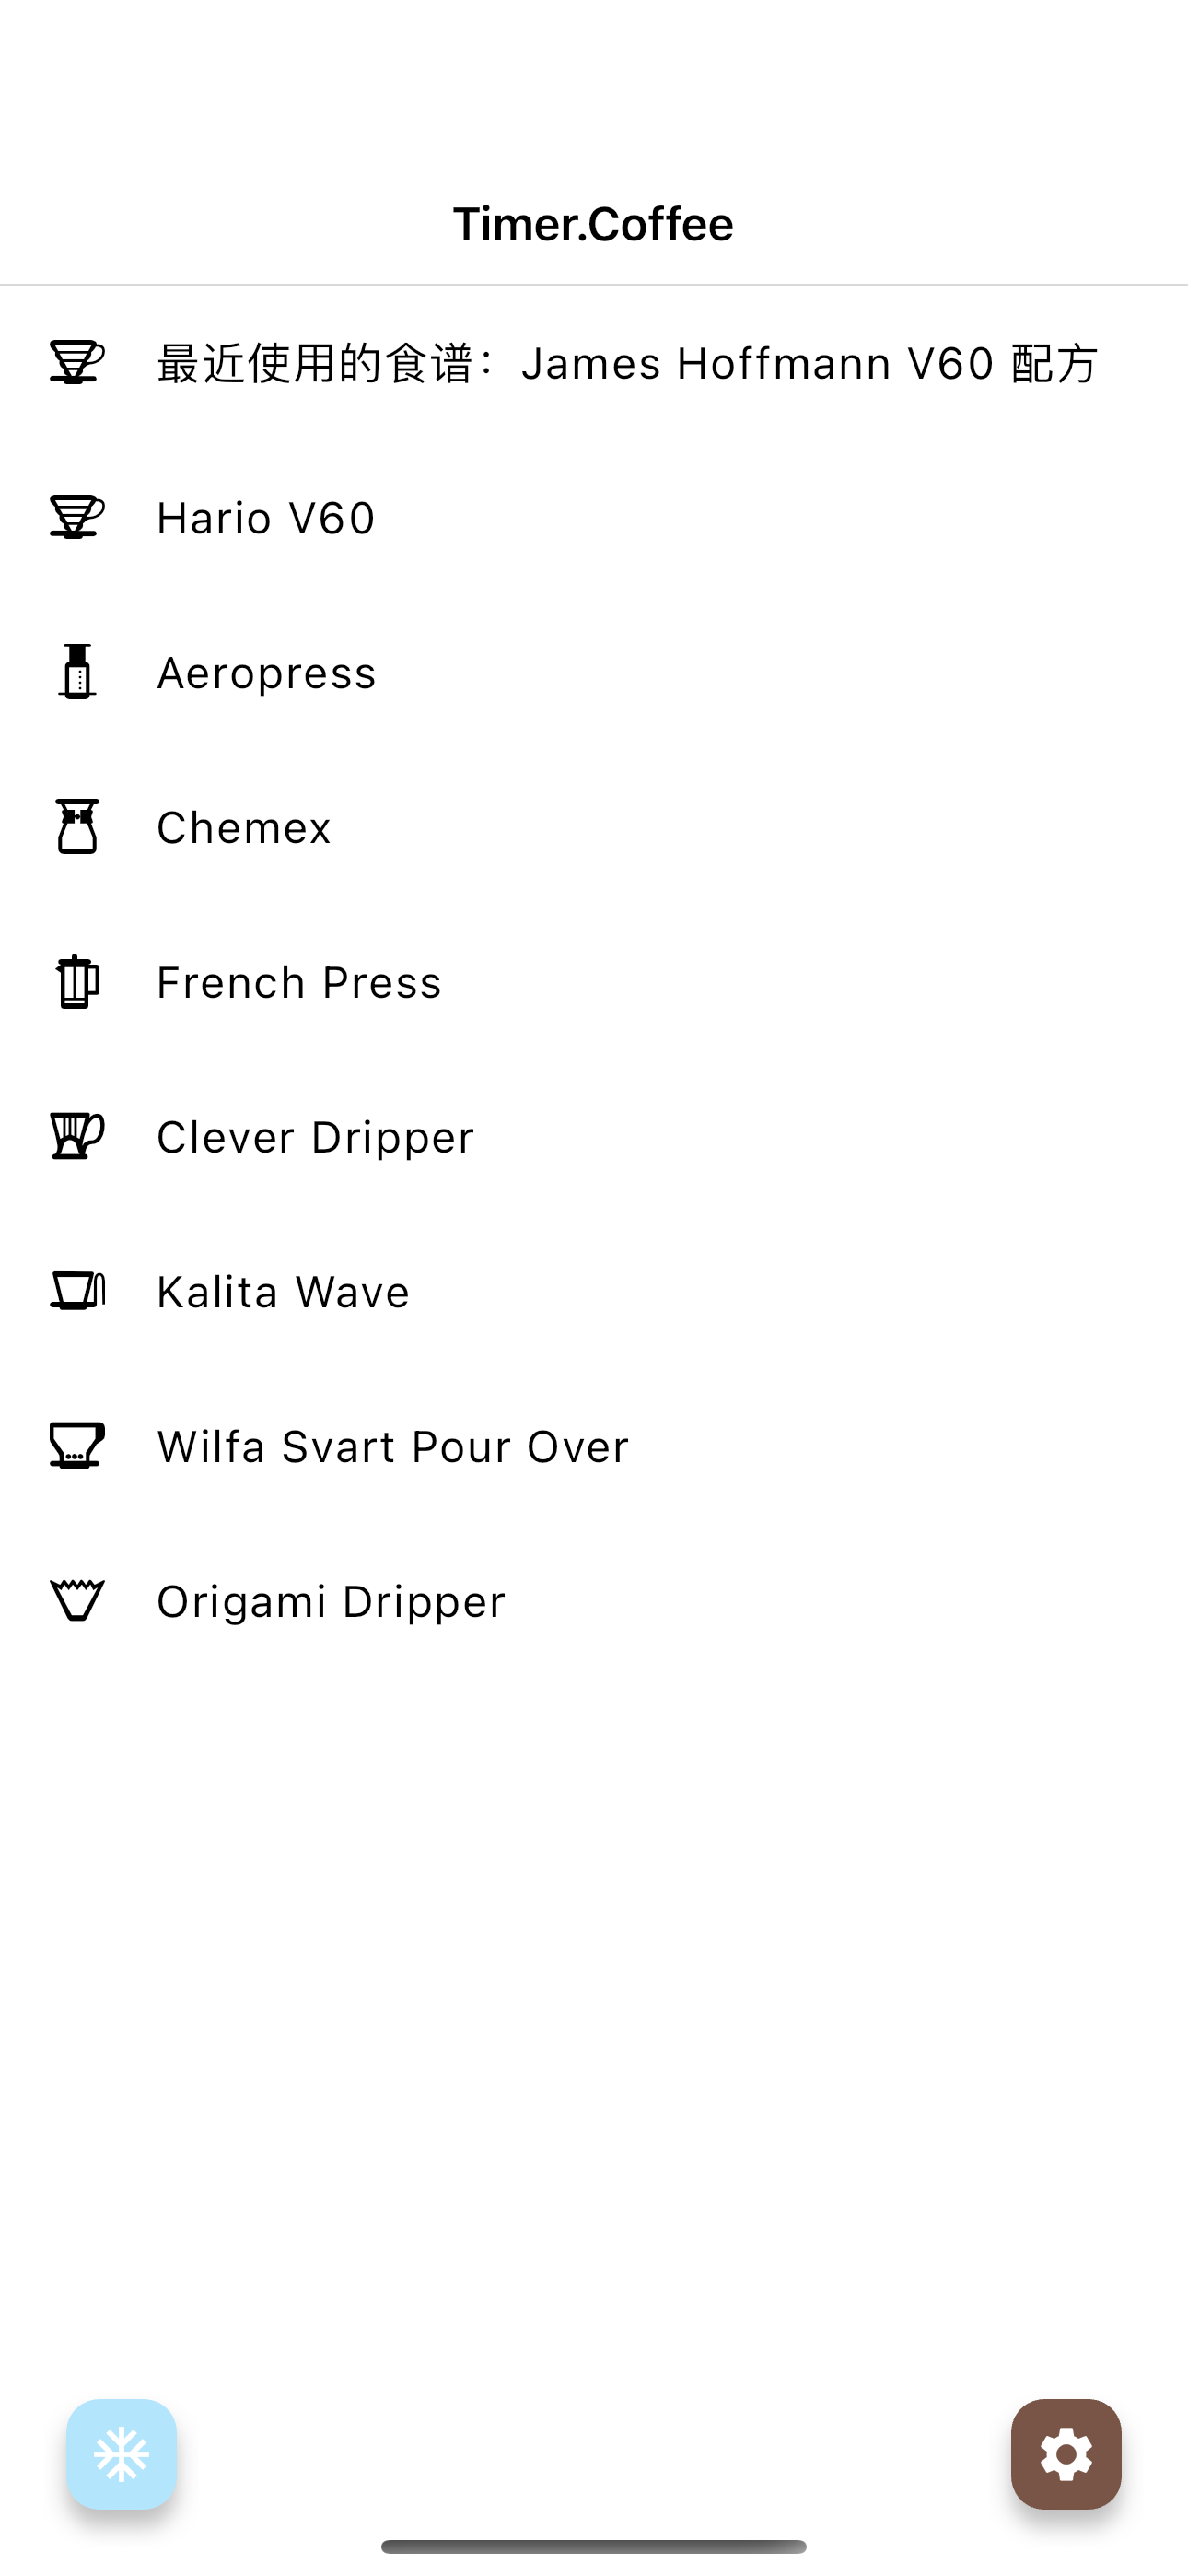 Timer.Coffee
最近使用的食谱：James Hoffmann V60 配方
Hario V60
Aeropress
Chemex
French Press
Clever Dripper
Kalita Wave
Wilfa Svart Pour Over
Origami Dripper